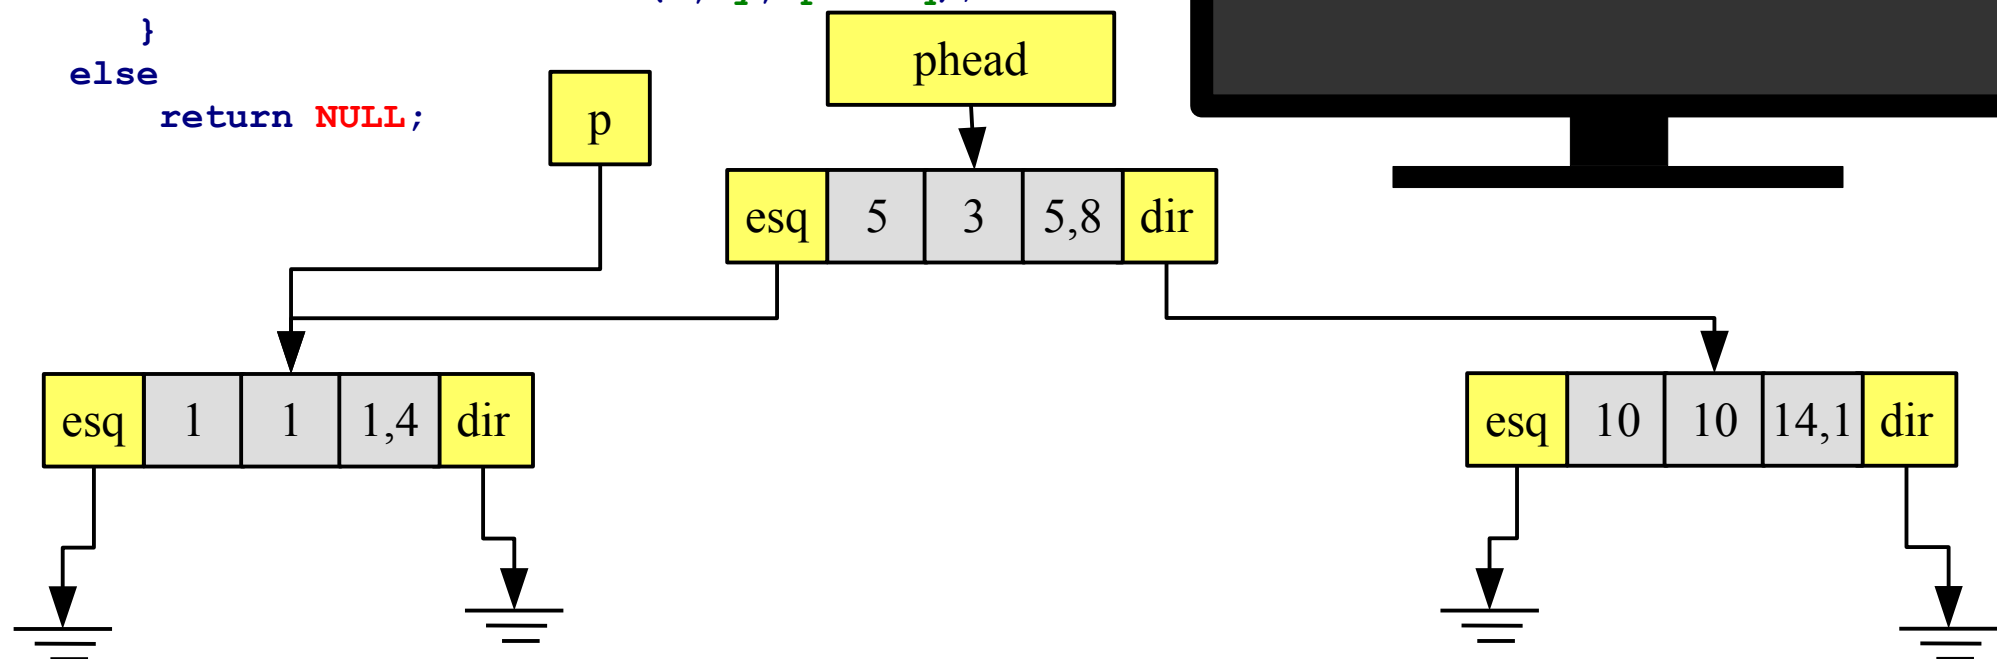 }
else
return NULL;
p
phead
esq 5 3 5,8 dir
esq 1 1 1,4 dir
esq 10 10 14,1 dir